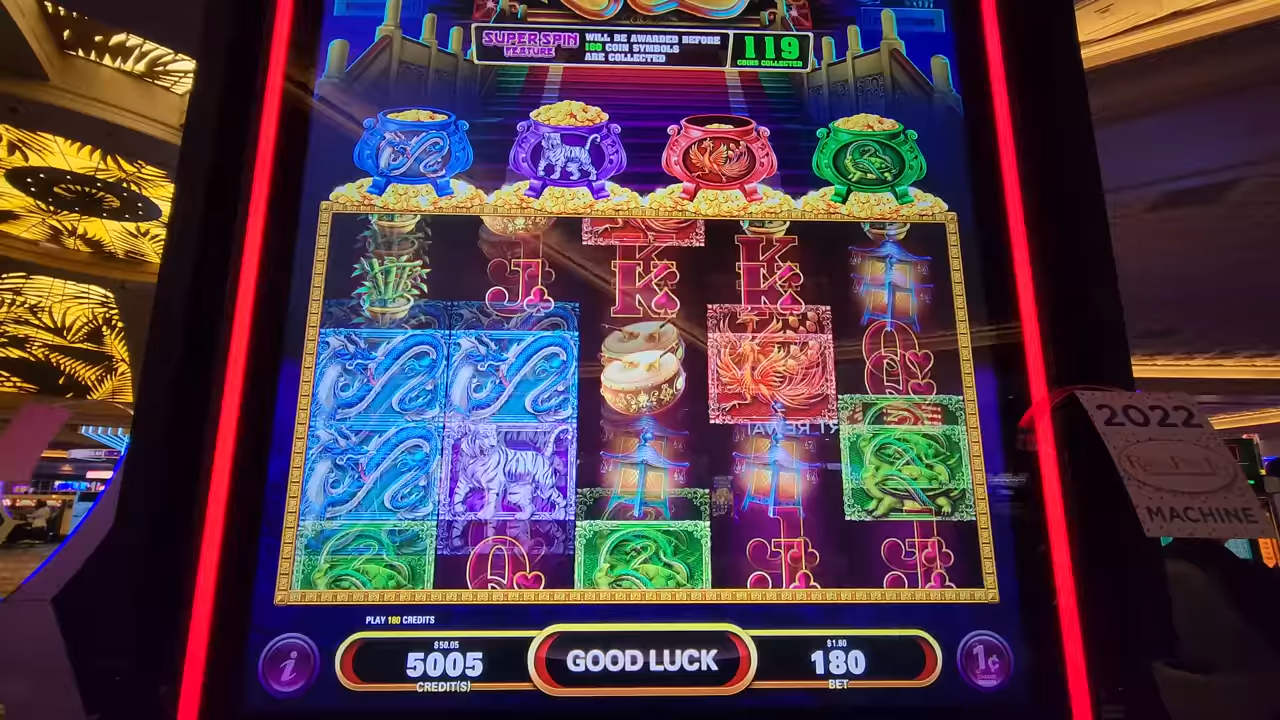 SUPER SPIN
FEATURE
WILL BE AWARDED BEFORE
180 COIN SYMBOLS
ARE COLLECTED
119
COINS COLLECTED
J
K
K
K
K
Q
Q
J
J
PLAY 180 CREDITS
$50.05
5005
CREDIT(S)
GOOD LUCK
$1.80
180
BET
i
1¢
2022
MACHINE